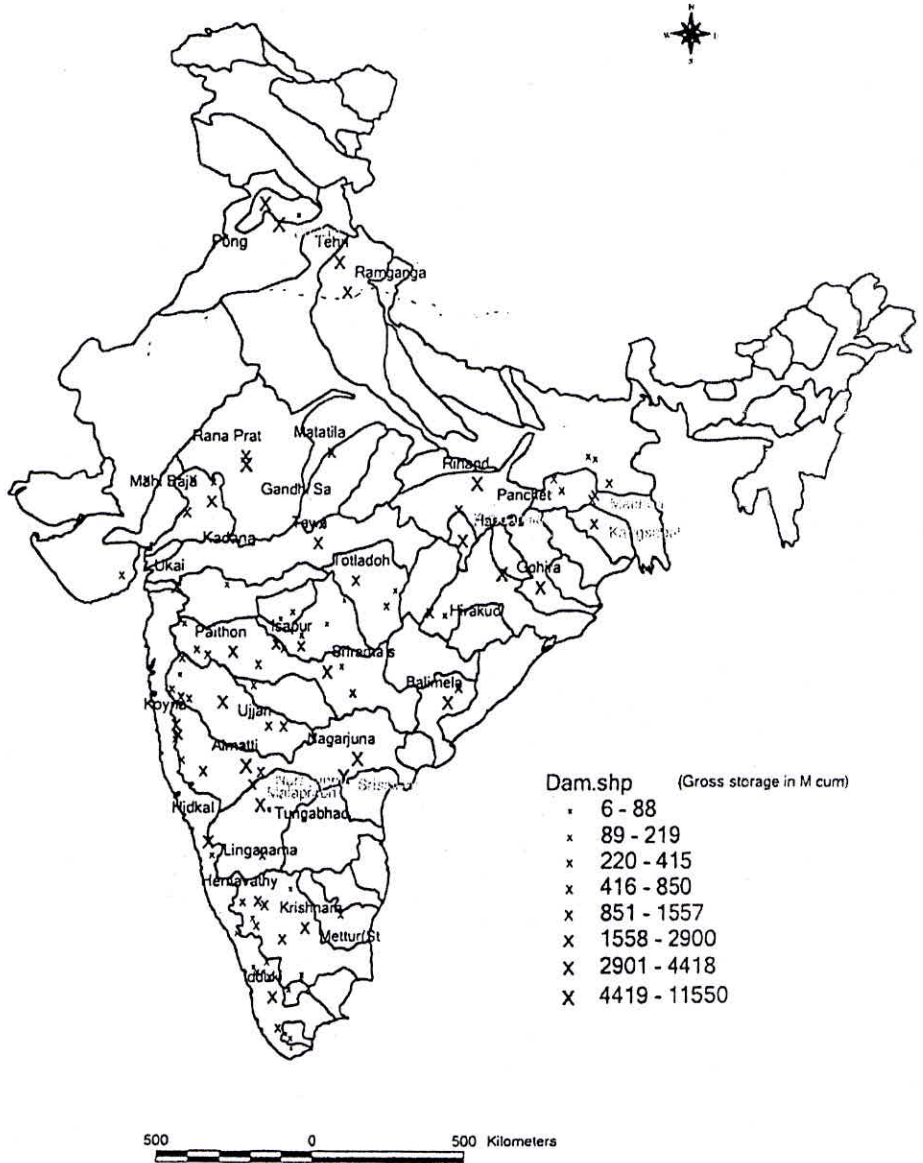 N
S
Pong
Tehri
Ramganga
Rana Prat
Matatila
Mahi Baja
Gandhi Sa
Rihand
Panchet
Kadana
Tawa
Ukai
Totladoh
Gohira
Hirakud
Paithon
Isapur
Srirama s
Balimela
Koyna
Ujjan
Almatti
Nagarjuna
Malaprbh
Hidkal
Tungabhad
Linganama
Hemavathy
Krishnara
Mettur(St
Idduki
Dam.shp (Gross storage in M cum)
6 - 88
89 - 219
220 - 415
416 - 850
851 - 1557
1558 - 2900
2901 - 4418
4419 - 11550
500 0 500 Kilometers